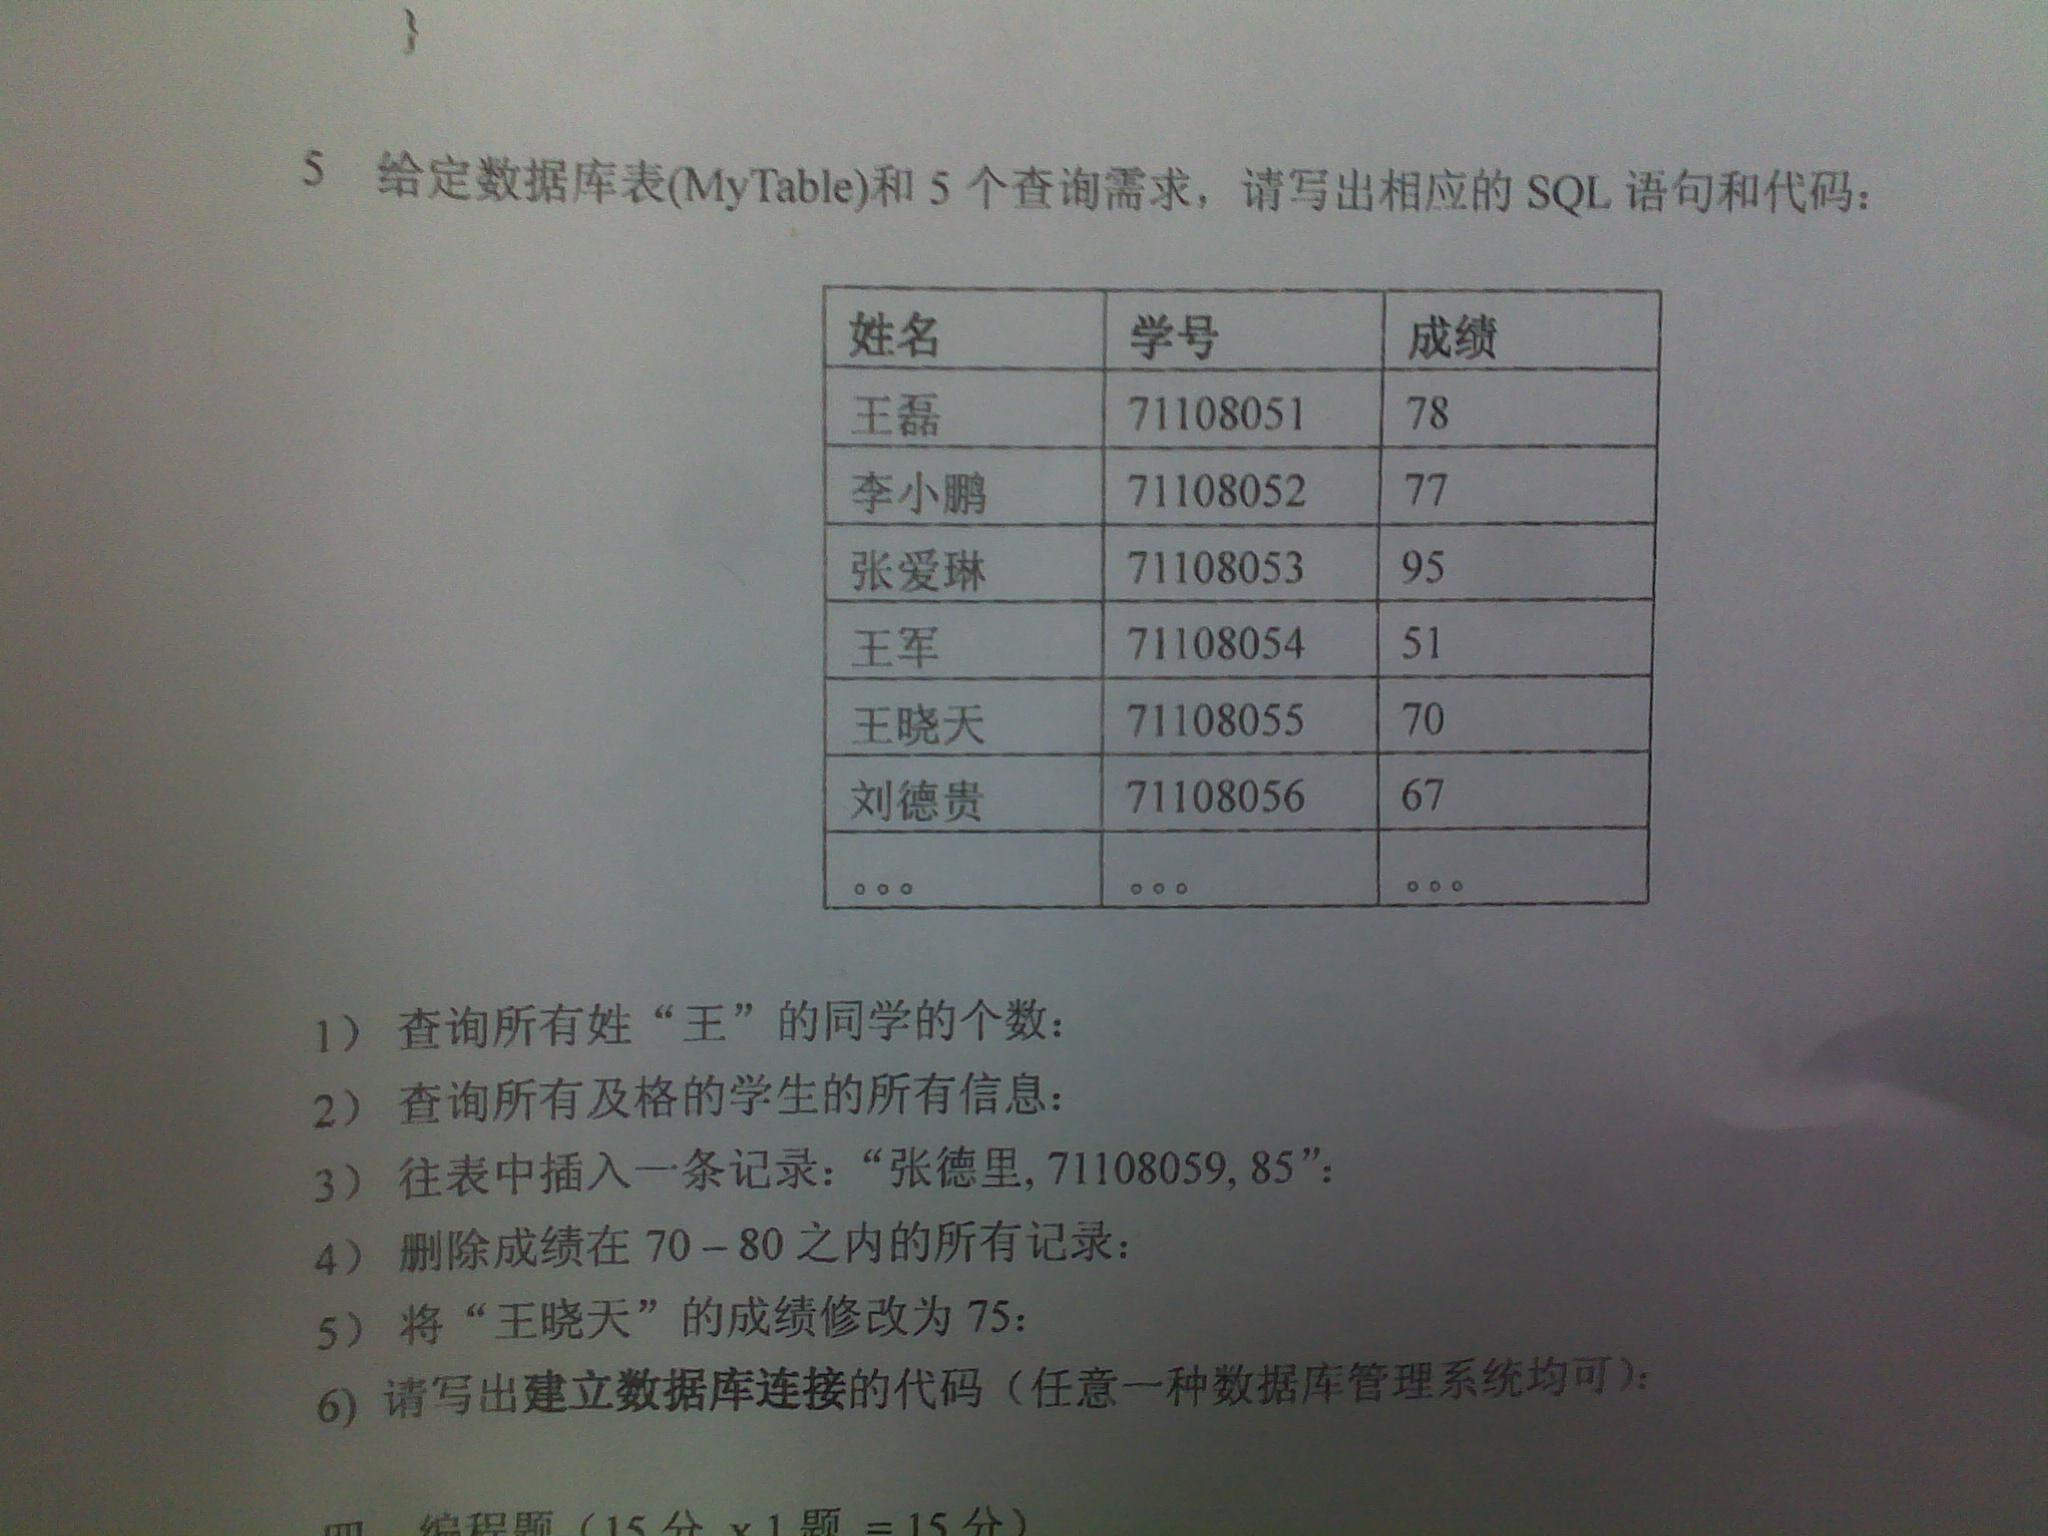 }
5 给定数据库表(MyTable)和 5 个查询需求，请写出相应的 SQL 语句和代码：
姓名 学号 成绩
王磊 71108051 78
李小鹏 71108052 77
张爱琳 71108053 95
王军 71108054 51
王晓天 71108055 70
刘德贵 71108056 67
。。。 。。。 。。。
1） 查询所有姓“王”的同学的个数：
2） 查询所有及格的学生的所有信息：
3） 往表中插入一条记录：“张德里, 71108059, 85”：
4） 删除成绩在 70 – 80 之内的所有记录：
5） 将“王晓天”的成绩修改为 75：
6) 请写出建立数据库连接的代码（任意一种数据库管理系统均可）：
四 编程题（15 分 x 1 题 = 15 分）